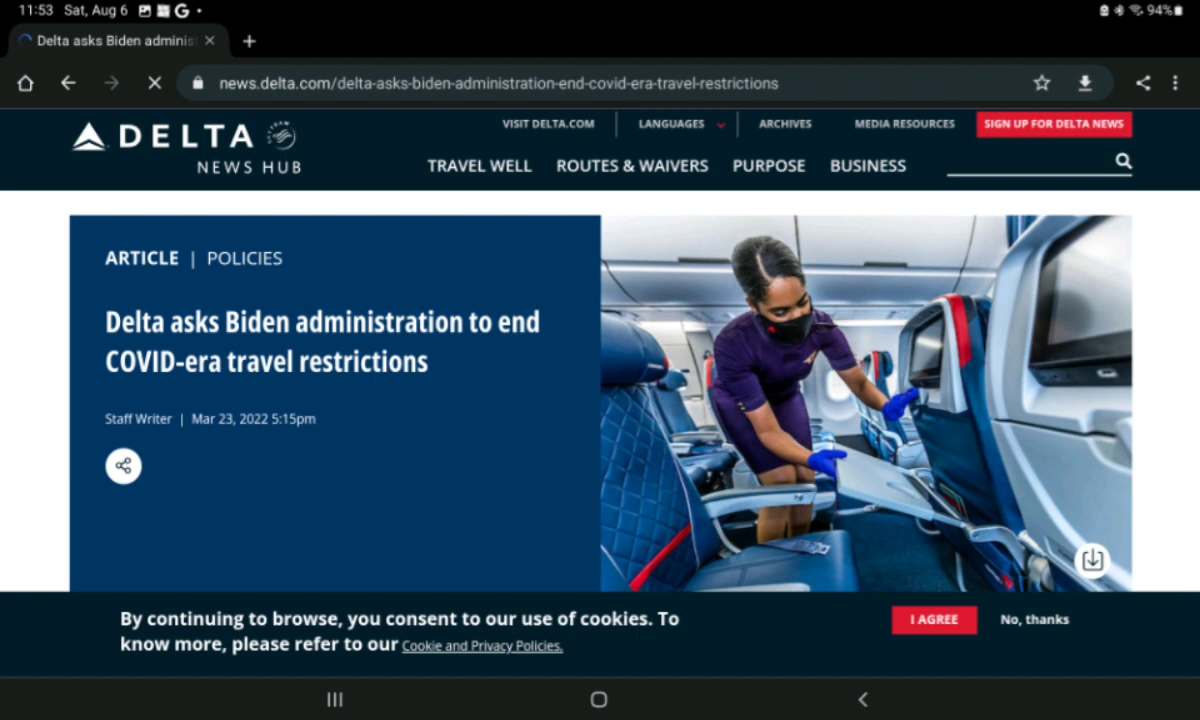 11:53 Sat, Aug 6
94%
Delta asks Biden adminis
news.delta.com/delta-asks-biden-administration-end-covid-era-travel-restrictions
VISIT DELTA.COM
LANGUAGES
ARCHIVES
MEDIA RESOURCES
SIGN UP FOR DELTA NEWS
DELTA
NEWS HUB
TRAVEL WELL
ROUTES & WAIVERS
PURPOSE
BUSINESS
ARTICLE | POLICIES
Delta asks Biden administration to end
COVID-era travel restrictions
Staff Writer | Mar 23, 2022 5:15pm
By continuing to browse, you consent to our use of cookies. To
know more, please refer to our Cookie and Privacy Policies.
I AGREE
No, thanks